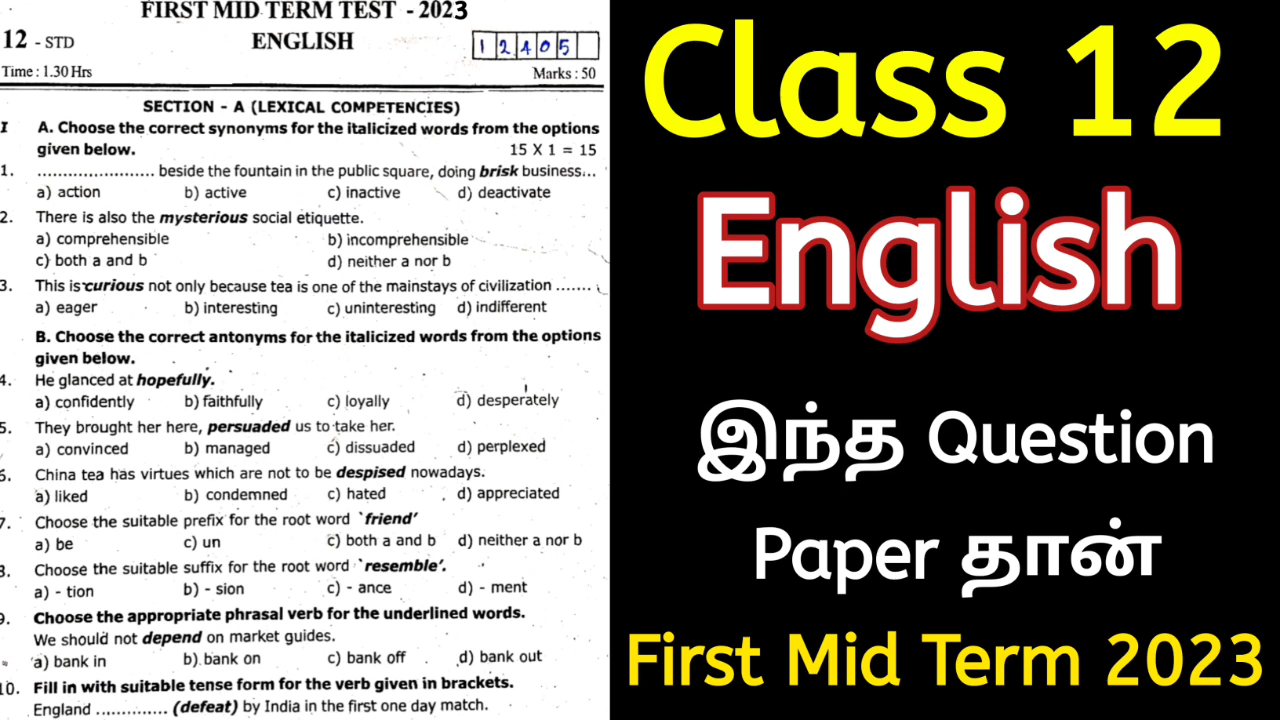 FIRST MID TERM TEST - 2023
12 - STD ENGLISH 12405
Time : 1.30 Hrs Marks : 50
SECTION - A (LEXICAL COMPETENCIES)
I A. Choose the correct synonyms for the italicized words from the options
given below. 15 X 1 = 15
1. ........................ beside the fountain in the public square, doing brisk business...
a) action b) active c) inactive d) deactivate
2. There is also the mysterious social etiquette.
a) comprehensible b) incomprehensible
c) both a and b d) neither a nor b
3. This is curious not only because tea is one of the mainstays of civilization .......
a) eager b) interesting c) uninteresting d) indifferent
B. Choose the correct antonyms for the italicized words from the options
given below.
4. He glanced at hopefully.
a) confidently b) faithfully c) loyally d) desperately
5. They brought her here, persuaded us to take her.
a) convinced b) managed c) dissuaded d) perplexed
6. China tea has virtues which are not to be despised nowadays.
a) liked b) condemned c) hated d) appreciated
7. Choose the suitable prefix for the root word `friend'
a) be c) un c) both a and b d) neither a nor b
8. Choose the suitable suffix for the root word `resemble'.
a) - tion b) - sion c) - ance d) - ment
9. Choose the appropriate phrasal verb for the underlined words.
We should not depend on market guides.
a) bank in b) bank on c) bank off d) bank out
10. Fill in with suitable tense form for the verb given in brackets.
England .............. (defeat) by India in the first one day match.
Class 12
English
இந்த Question
Paper தான்
First Mid Term 2023